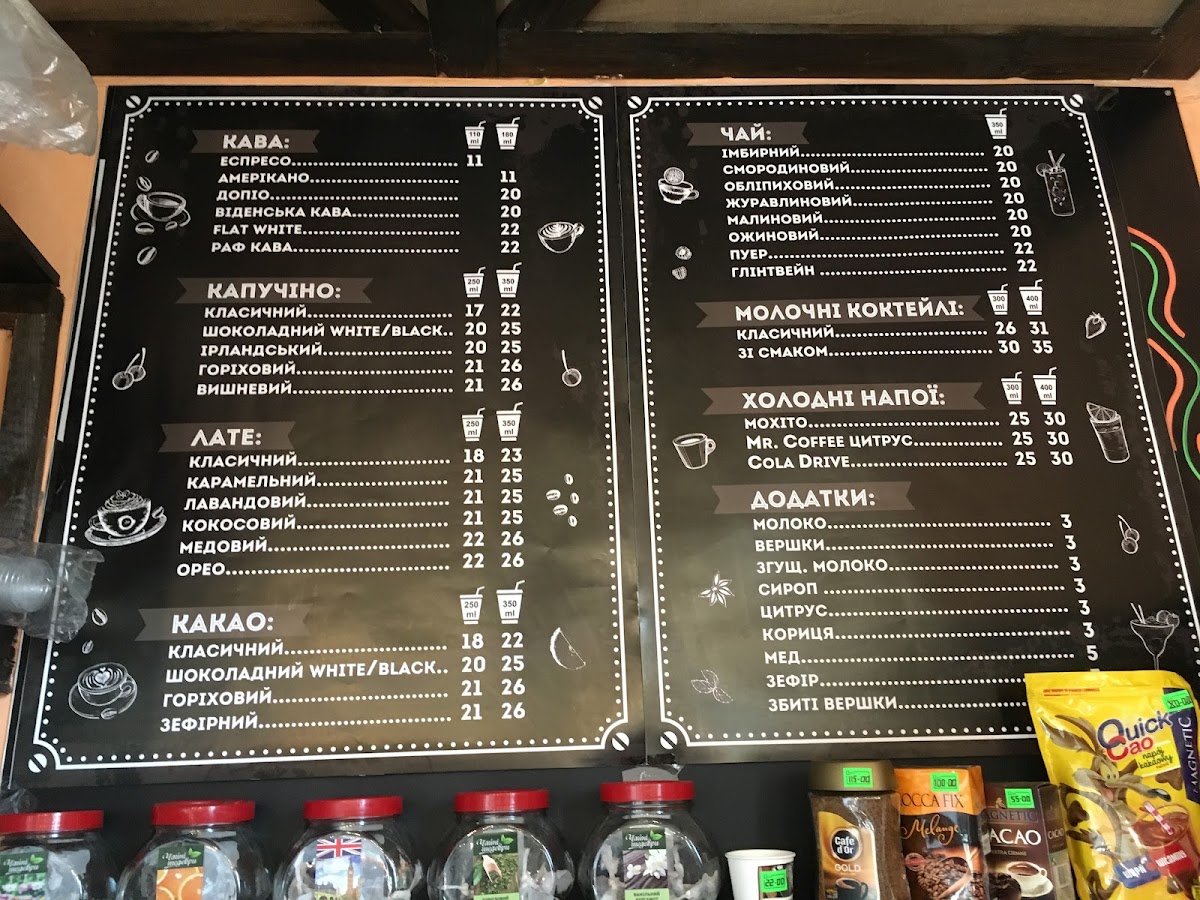 КАВА: 110 ml 180 ml
ЕСПРЕСО 11
АМЕРІКАНО 11
ДОПІО 20
ВІДЕНСЬКА КАВА 20
FLAT WHITE 22
РАФ КАВА 22
КАПУЧІНО: 250 ml 350 ml
КЛАСИЧНИЙ 17 22
ШОКОЛАДНИЙ WHITE/BLACK 20 25
ІРЛАНДСЬКИЙ 20 25
ГОРІХОВИЙ 21 26
ВИШНЕВИЙ 21 26
ЛАТЕ: 250 ml 350 ml
КЛАСИЧНИЙ 18 23
КАРАМЕЛЬНИЙ 21 25
ЛАВАНДОВИЙ 21 25
КОКОСОВИЙ 21 25
МЕДОВИЙ 22 26
ОРЕО 22 26
КАКАО: 250 ml 350 ml
КЛАСИЧНИЙ 18 22
ШОКОЛАДНИЙ WHITE/BLACK 20 25
ГОРІХОВИЙ 21 26
ЗЕФІРНИЙ 21 26
ЧАЙ: 350 ml
ІМБИРНИЙ 20
СМОРОДИНОВИЙ 20
ОБЛІПИХОВИЙ 20
ЖУРАВЛИНОВИЙ 20
МАЛИНОВИЙ 20
ОЖИНОВИЙ 20
ПУЕР 22
ГЛІНТВЕЙН 22
МОЛОЧНІ КОКТЕЙЛІ: 300 ml 400 ml
КЛАСИЧНИЙ 26 31
ЗІ СМАКОМ 30 35
ХОЛОДНІ НАПОЇ: 300 ml 400 ml
МОХІТО 25 30
MR. COFFEE ЦИТРУС 25 30
COLA DRIVE 25 30
ДОДАТКИ:
МОЛОКО 3
ВЕРШКИ 3
ЗГУЩ. МОЛОКО 3
СИРОП 3
ЦИТРУС 3
КОРИЦЯ 3
МЕД 5
ЗЕФІР
ЗБИТІ ВЕРШКИ
22-00
115-00
Cafe d'Or
GOLD
100-00
MOCCA FIX
Melange
55-00
MAGNETIC
CACAO
EXTRA CIEMNE
Quick Cao
napój kakaowy
MAGNETIC